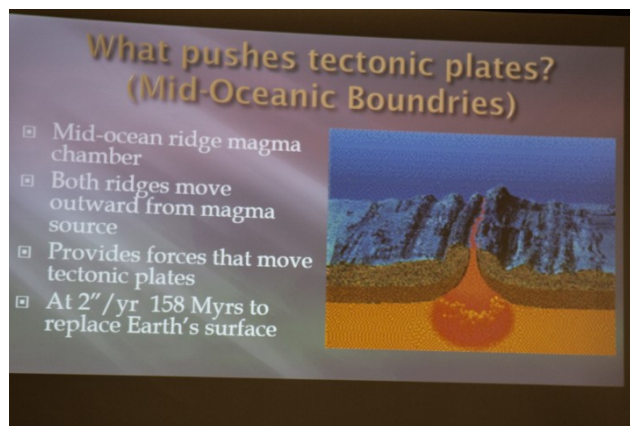 What pushes tectonic plates?
(Mid-Oceanic Boundries)
Mid-ocean ridge magma
chamber
Both ridges move
outward from magma
source
Provides forces that move
tectonic plates
At 2”/yr 158 Myrs to
replace Earth’s surface